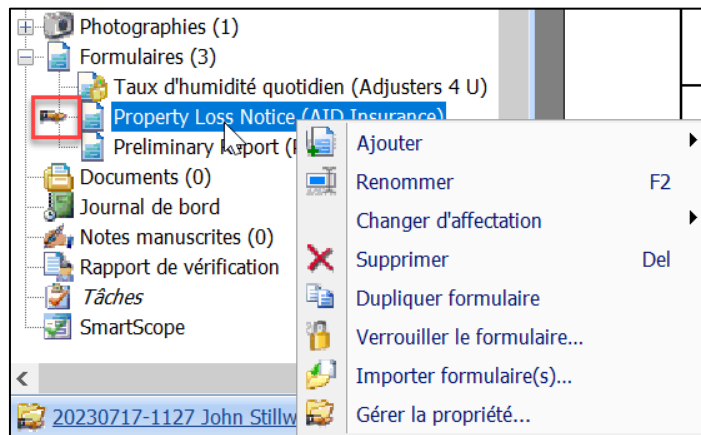 Photographies (1)
Formulaires (3)
Taux d'humidité quotidien (Adjusters 4 U)
Property Loss Notice (AID Insurance)
Preliminary Report (
Documents (0)
Journal de bord
Notes manuscrites (0)
Rapport de vérification
Tâches
SmartScope
20230717-1127 John Stillw
Ajouter
Renommer F2
Changer d'affectation
Supprimer Del
Dupliquer formulaire
Verrouiller le formulaire...
Importer formulaire(s)...
Gérer la propriété...